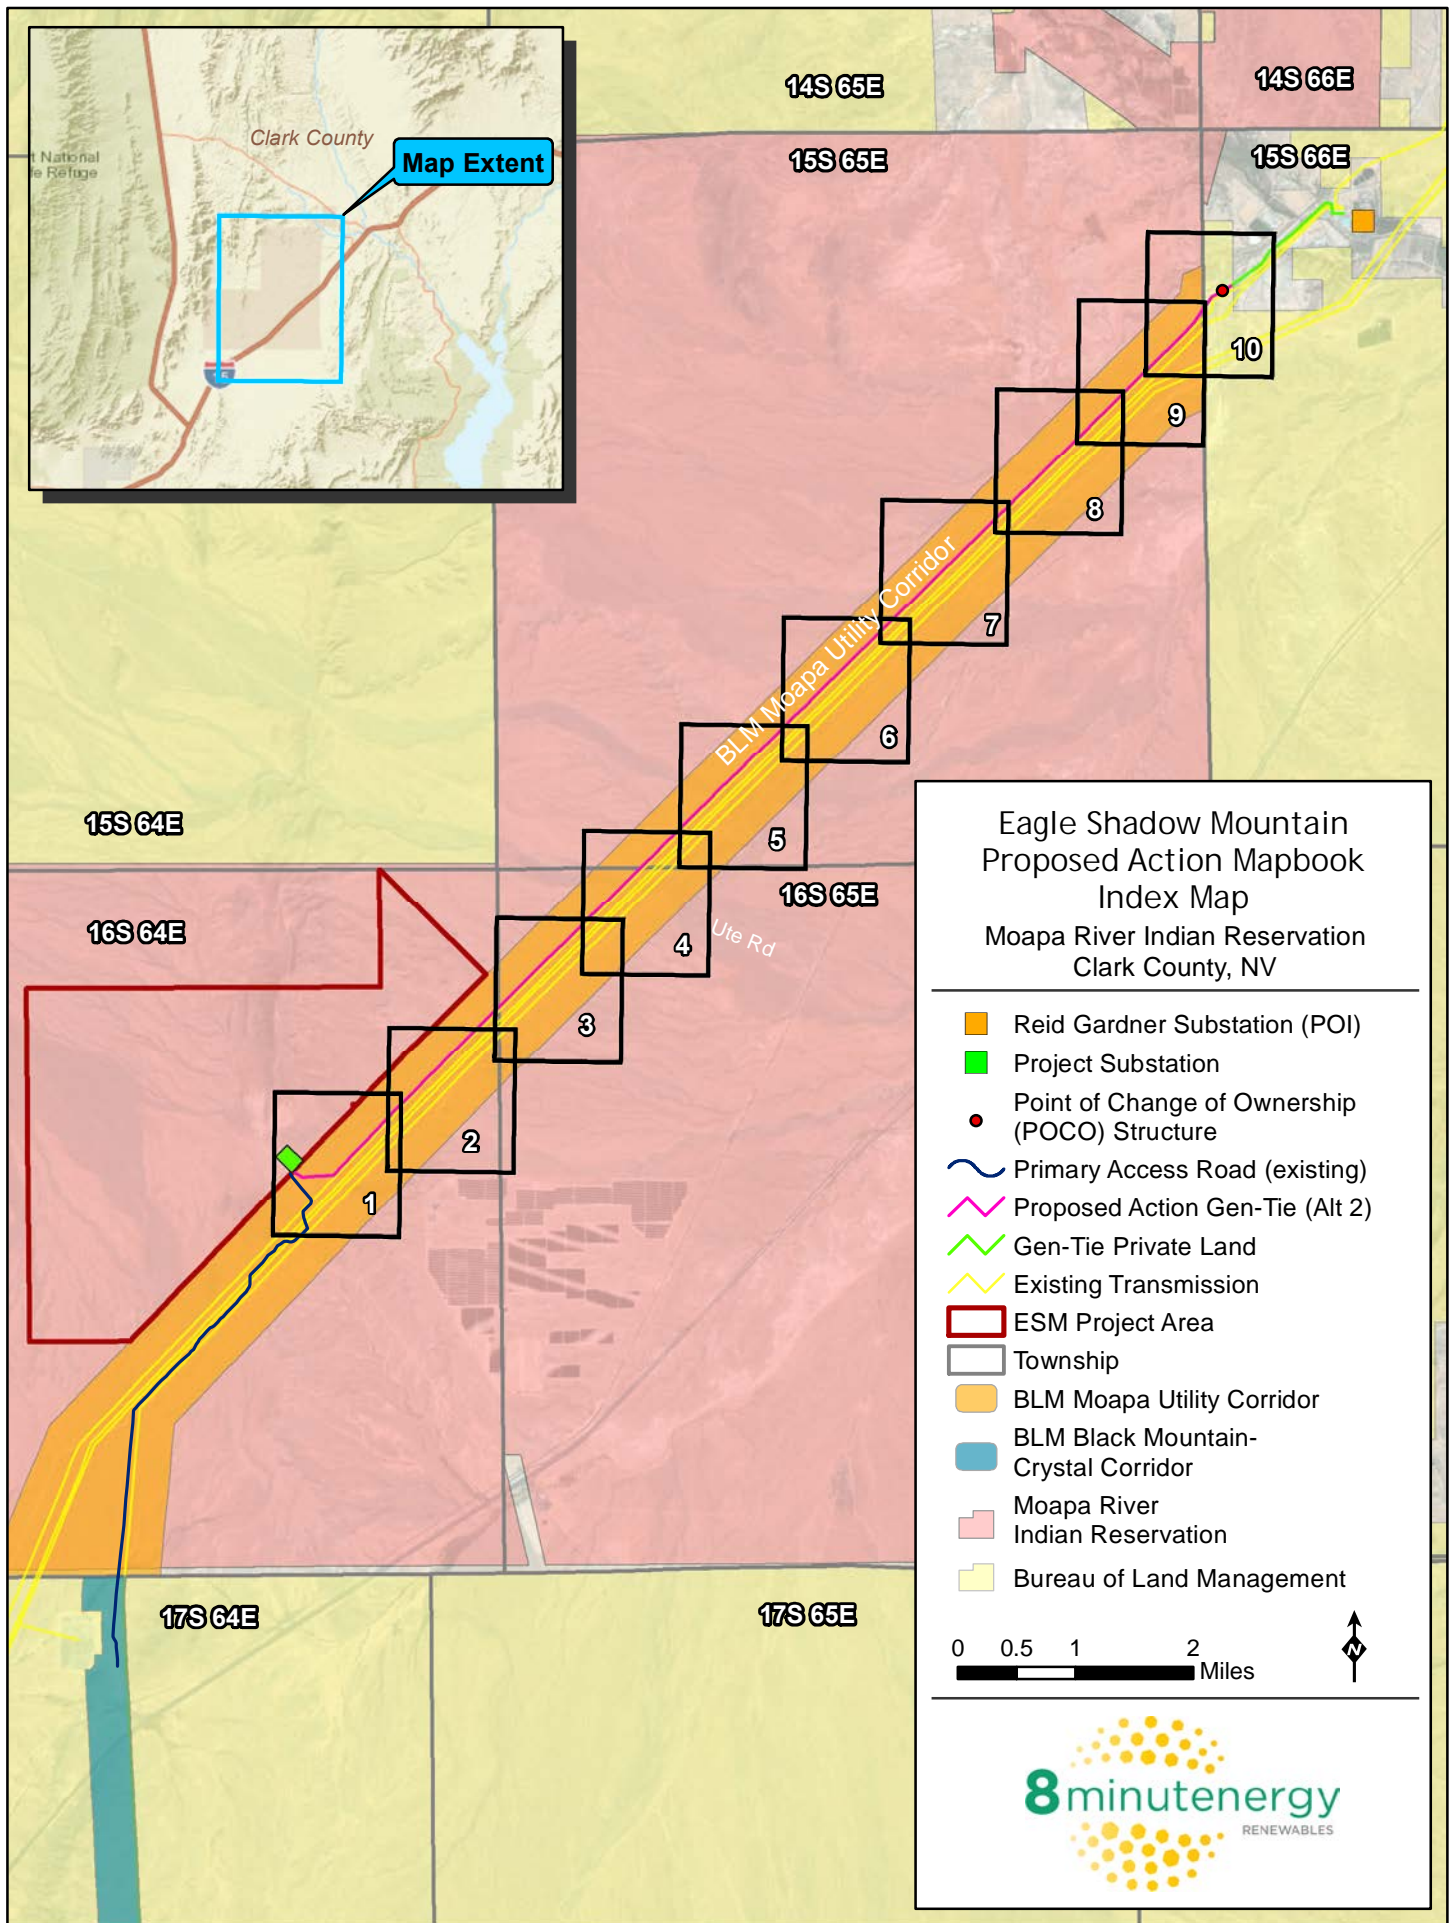 Clark County
Map Extent
t National
fe Refuge
14S 65E
14S 66E
15S 65E
15S 66E
10
9
8
7
BLM Moapa Utility Corridor
6
5
15S 64E
16S 65E
16S 64E
4
Ute Rd
3
2
1
17S 64E
17S 65E
Eagle Shadow Mountain
Proposed Action Mapbook
Index Map
Moapa River Indian Reservation
Clark County, NV
Reid Gardner Substation (POI)
Project Substation
Point of Change of Ownership
(POCO) Structure
Primary Access Road (existing)
Proposed Action Gen-Tie (Alt 2)
Gen-Tie Private Land
Existing Transmission
ESM Project Area
Township
BLM Moapa Utility Corridor
BLM Black Mountain-
Crystal Corridor
Moapa River
Indian Reservation
Bureau of Land Management
0 0.5 1 2
Miles
N
8minutenergy
RENEWABLES